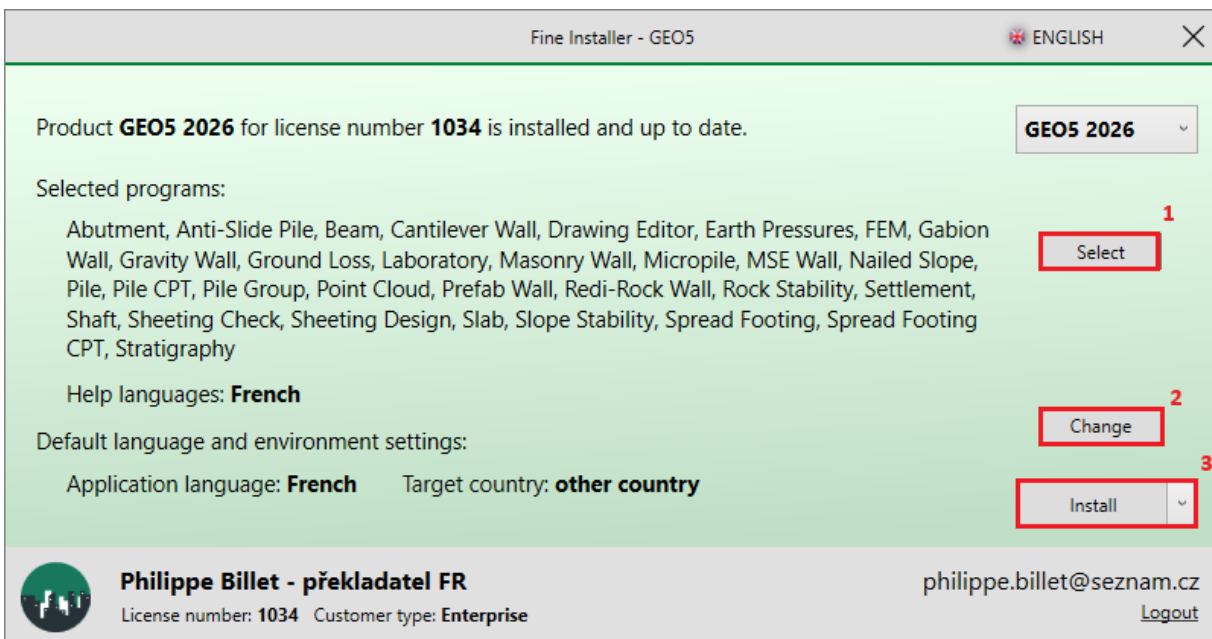 Fine Installer - GEO5
ENGLISH
Product GEO5 2026 for license number 1034 is installed and up to date.
GEO5 2026
Selected programs:
1
Abutment, Anti-Slide Pile, Beam, Cantilever Wall, Drawing Editor, Earth Pressures, FEM, Gabion
Wall, Gravity Wall, Ground Loss, Laboratory, Masonry Wall, Micropile, MSE Wall, Nailed Slope,
Select
Pile, Pile CPT, Pile Group, Point Cloud, Prefab Wall, Redi-Rock Wall, Rock Stability, Settlement,
Shaft, Sheeting Check, Sheeting Design, Slab, Slope Stability, Spread Footing, Spread Footing
CPT, Stratigraphy
Help languages: French
2
Change
Default language and environment settings:
3
Application language: French Target country: other country
Install
Philippe Billet - překladatel FR
philippe.billet@seznam.cz
License number: 1034 Customer type: Enterprise
Logout